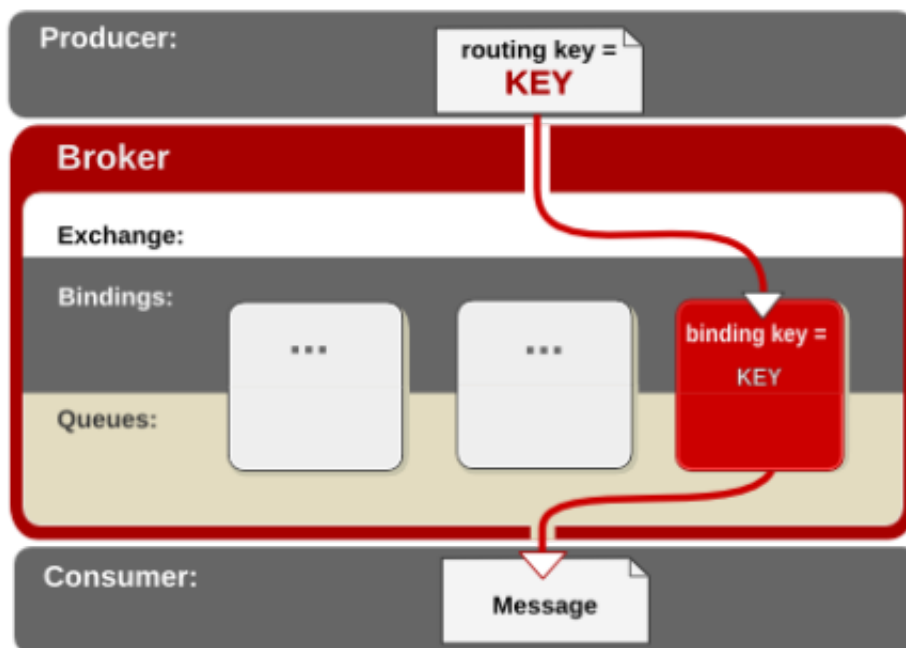 Producer:
routing key =
KEY
Broker
Exchange:
Bindings:
...
...
binding key =
KEY
Queues:
Consumer:
Message